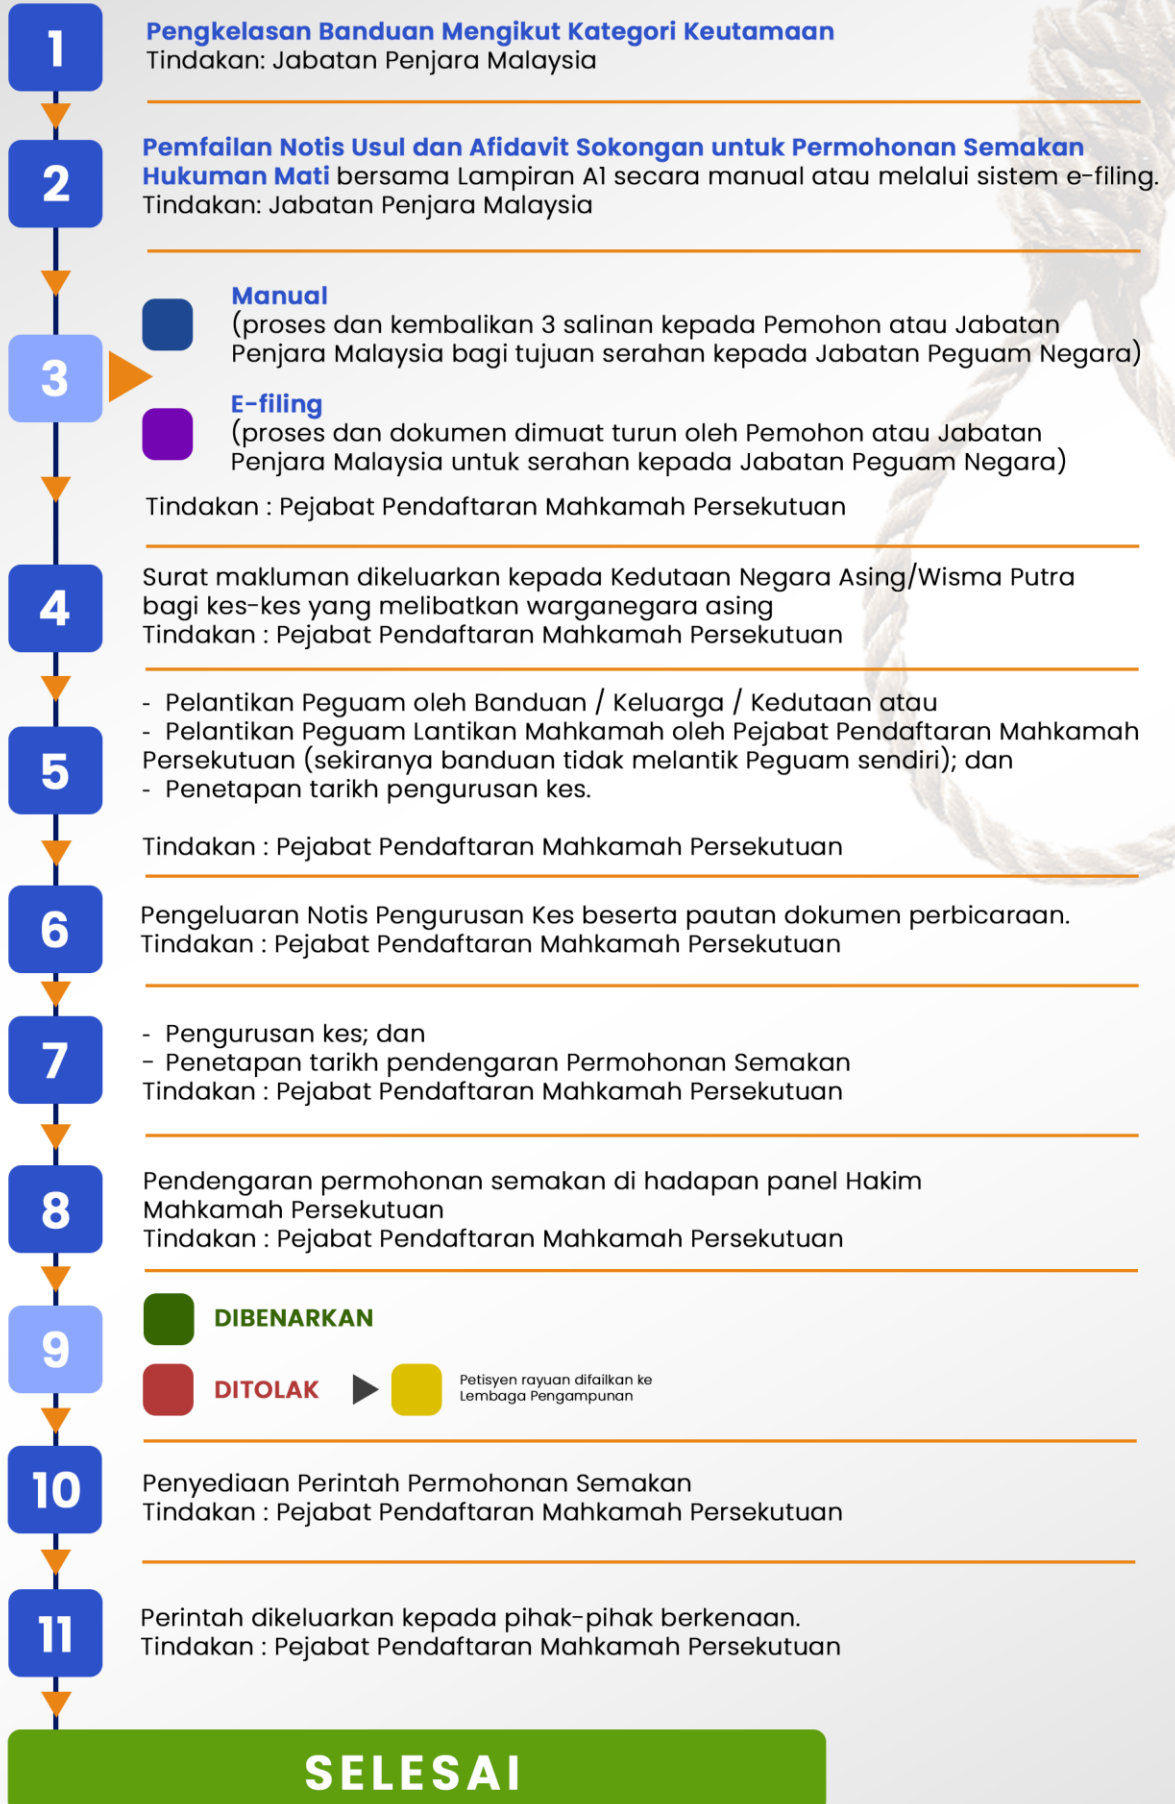 1
Pengkelasan Banduan Mengikut Kategori Keutamaan
Tindakan: Jabatan Penjara Malaysia
2
Pemfailan Notis Usul dan Afidavit Sokongan untuk Permohonan Semakan
Hukuman Mati bersama Lampiran A1 secara manual atau melalui sistem e-filing.
Tindakan: Jabatan Penjara Malaysia
3
Manual
(proses dan kembalikan 3 salinan kepada Pemohon atau Jabatan
Penjara Malaysia bagi tujuan serahan kepada Jabatan Peguam Negara)
E-filing
(proses dan dokumen dimuat turun oleh Pemohon atau Jabatan
Penjara Malaysia untuk serahan kepada Jabatan Peguam Negara)
Tindakan : Pejabat Pendaftaran Mahkamah Persekutuan
4
Surat makluman dikeluarkan kepada Kedutaan Negara Asing/Wisma Putra
bagi kes-kes yang melibatkan warganegara asing
Tindakan : Pejabat Pendaftaran Mahkamah Persekutuan
5
- Pelantikan Peguam oleh Banduan / Keluarga / Kedutaan atau
- Pelantikan Peguam Lantikan Mahkamah oleh Pejabat Pendaftaran Mahkamah
Persekutuan (sekiranya banduan tidak melantik Peguam sendiri); dan
- Penetapan tarikh pengurusan kes.
Tindakan : Pejabat Pendaftaran Mahkamah Persekutuan
6
Pengeluaran Notis Pengurusan Kes beserta pautan dokumen perbicaraan.
Tindakan : Pejabat Pendaftaran Mahkamah Persekutuan
7
- Pengurusan kes; dan
- Penetapan tarikh pendengaran Permohonan Semakan
Tindakan : Pejabat Pendaftaran Mahkamah Persekutuan
8
Pendengaran permohonan semakan di hadapan panel Hakim
Mahkamah Persekutuan
Tindakan : Pejabat Pendaftaran Mahkamah Persekutuan
9
DIBENARKAN
DITOLAK
Petisyen rayuan difailkan ke
Lembaga Pengampunan
10
Penyediaan Perintah Permohonan Semakan
Tindakan : Pejabat Pendaftaran Mahkamah Persekutuan
11
Perintah dikeluarkan kepada pihak-pihak berkenaan.
Tindakan : Pejabat Pendaftaran Mahkamah Persekutuan
SELESAI